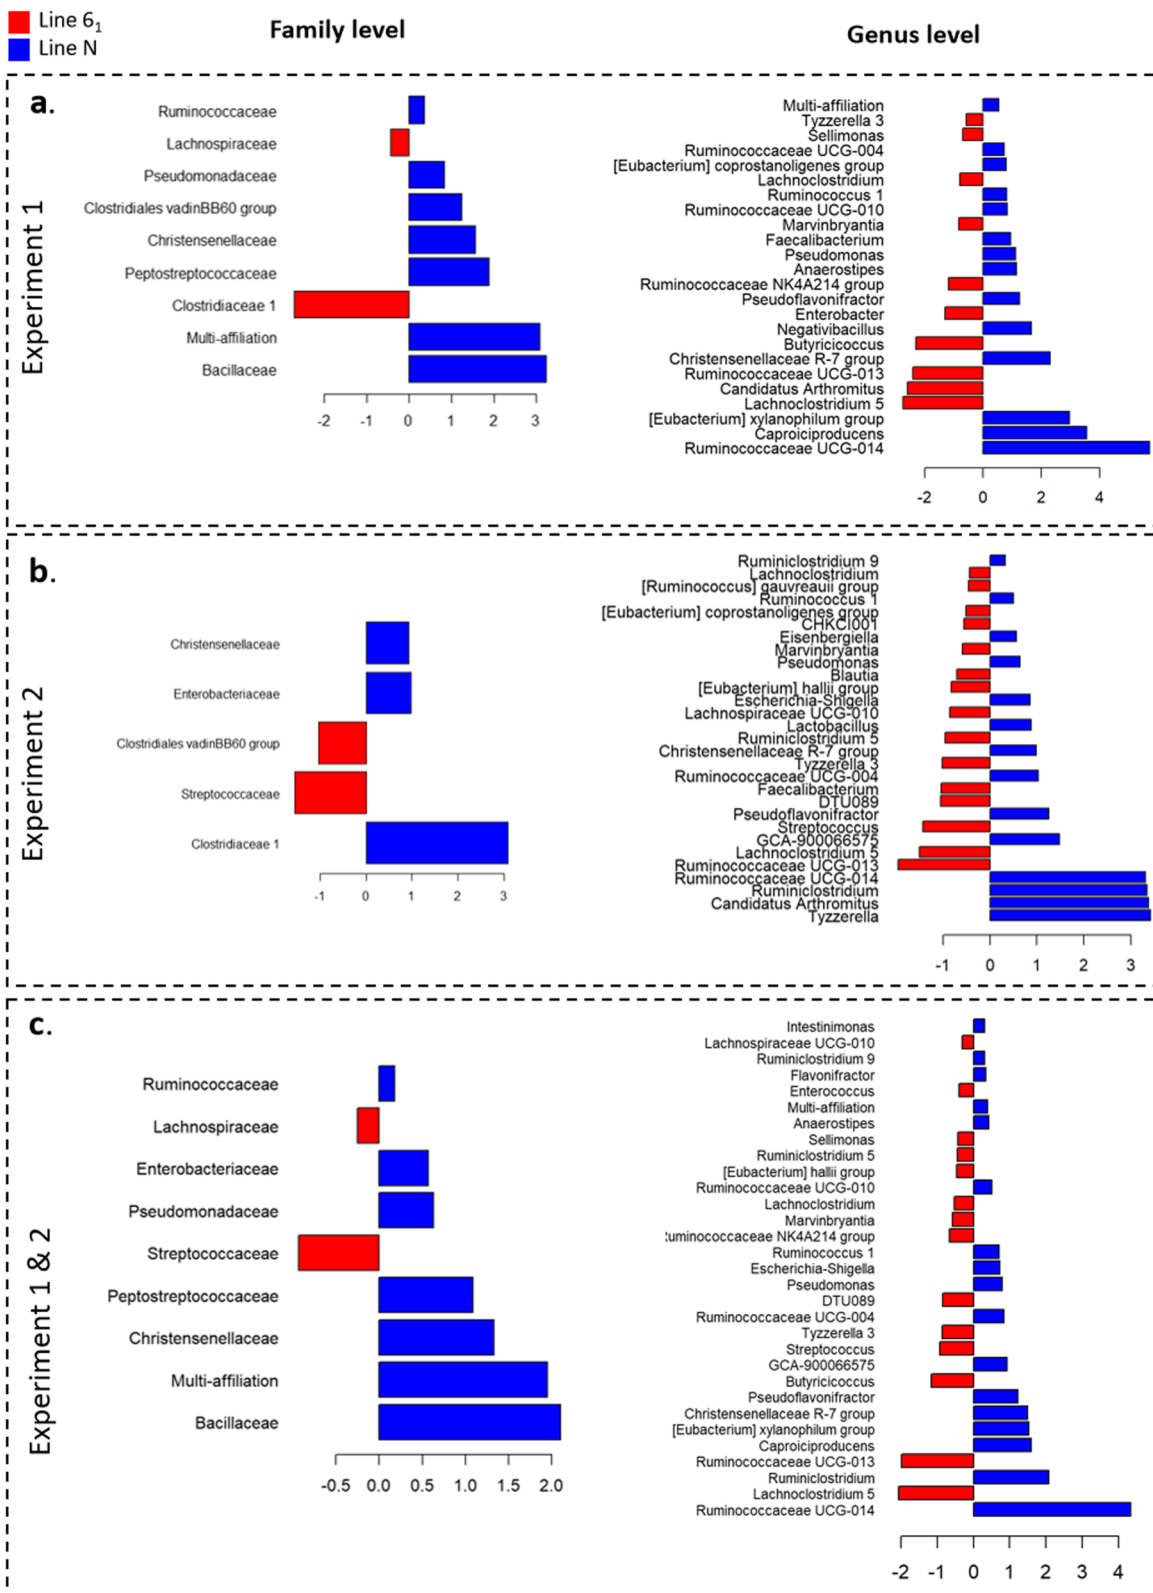 Line 6₁
Line N
Family level
Genus level
a.
Experiment 1
Ruminococcaceae
Lachnospiraceae
Pseudomonadaceae
Clostridiales vadinBB60 group
Christensenellaceae
Peptostreptococcaceae
Clostridiaceae 1
Multi-affiliation
Bacillaceae
-2 -1 0 1 2 3
Multi-affiliation
Tyzzerella 3
Sellimonas
Ruminococcaceae UCG-004
[Eubacterium] coprostanoligenes group
Lachnoclostridium
Ruminococcus 1
Ruminococcaceae UCG-010
Marvinbryantia
Faecalibacterium
Pseudomonas
Anaerostipes
Ruminococcaceae NK4A214 group
Pseudoflavonifractor
Enterobacter
Negativibacillus
Butyricicoccus
Christensenellaceae R-7 group
Ruminococcaceae UCG-013
Candidatus Arthromitus
Lachnoclostridium 5
[Eubacterium] xylanophilum group
Caproiciproducens
Ruminococcaceae UCG-014
-2 0 2 4
b.
Experiment 2
Christensenellaceae
Enterobacteriaceae
Clostridiales vadinBB60 group
Streptococcaceae
Clostridiaceae 1
-1 0 1 2 3
Ruminiclostridium 9
Lachnoclostridium
[Ruminococcus] gauvreauii group
Ruminococcus 1
[Eubacterium] coprostanoligenes group
CHKCI001
Eisenbergiella
Marvinbryantia
Pseudomonas
Blautia
[Eubacterium] hallii group
Escherichia-Shigella
Lachnospiraceae UCG-010
Lactobacillus
Ruminiclostridium 5
Christensenellaceae R-7 group
Tyzzerella 3
Ruminococcaceae UCG-004
Faecalibacterium
DTU089
Pseudoflavonifractor
Streptococcus
GCA-900066575
Lachnoclostridium 5
Ruminococcaceae UCG-013
Ruminococcaceae UCG-014
Ruminiclostridium
Candidatus Arthromitus
Tyzzerella
-1 0 1 2 3
c.
Experiment 1 & 2
Ruminococcaceae
Lachnospiraceae
Enterobacteriaceae
Pseudomonadaceae
Streptococcaceae
Peptostreptococcaceae
Christensenellaceae
Multi-affiliation
Bacillaceae
-0.5 0.0 0.5 1.0 1.5 2.0
Intestinimonas
Lachnospiraceae UCG-010
Ruminiclostridium 9
Flavonifractor
Enterococcus
Multi-affiliation
Anaerostipes
Sellimonas
Ruminiclostridium 5
[Eubacterium] hallii group
Ruminococcaceae UCG-010
Lachnoclostridium
Marvinbryantia
uminococcaceae NK4A214 group
Ruminococcus 1
Escherichia-Shigella
Pseudomonas
DTU089
Ruminococcaceae UCG-004
Tyzzerella 3
Streptococcus
GCA-900066575
Butyricicoccus
Pseudoflavonifractor
Christensenellaceae R-7 group
[Eubacterium] xylanophilum group
Caproiciproducens
Ruminococcaceae UCG-013
Ruminiclostridium
Lachnoclostridium 5
Ruminococcaceae UCG-014
-2 -1 0 1 2 3 4